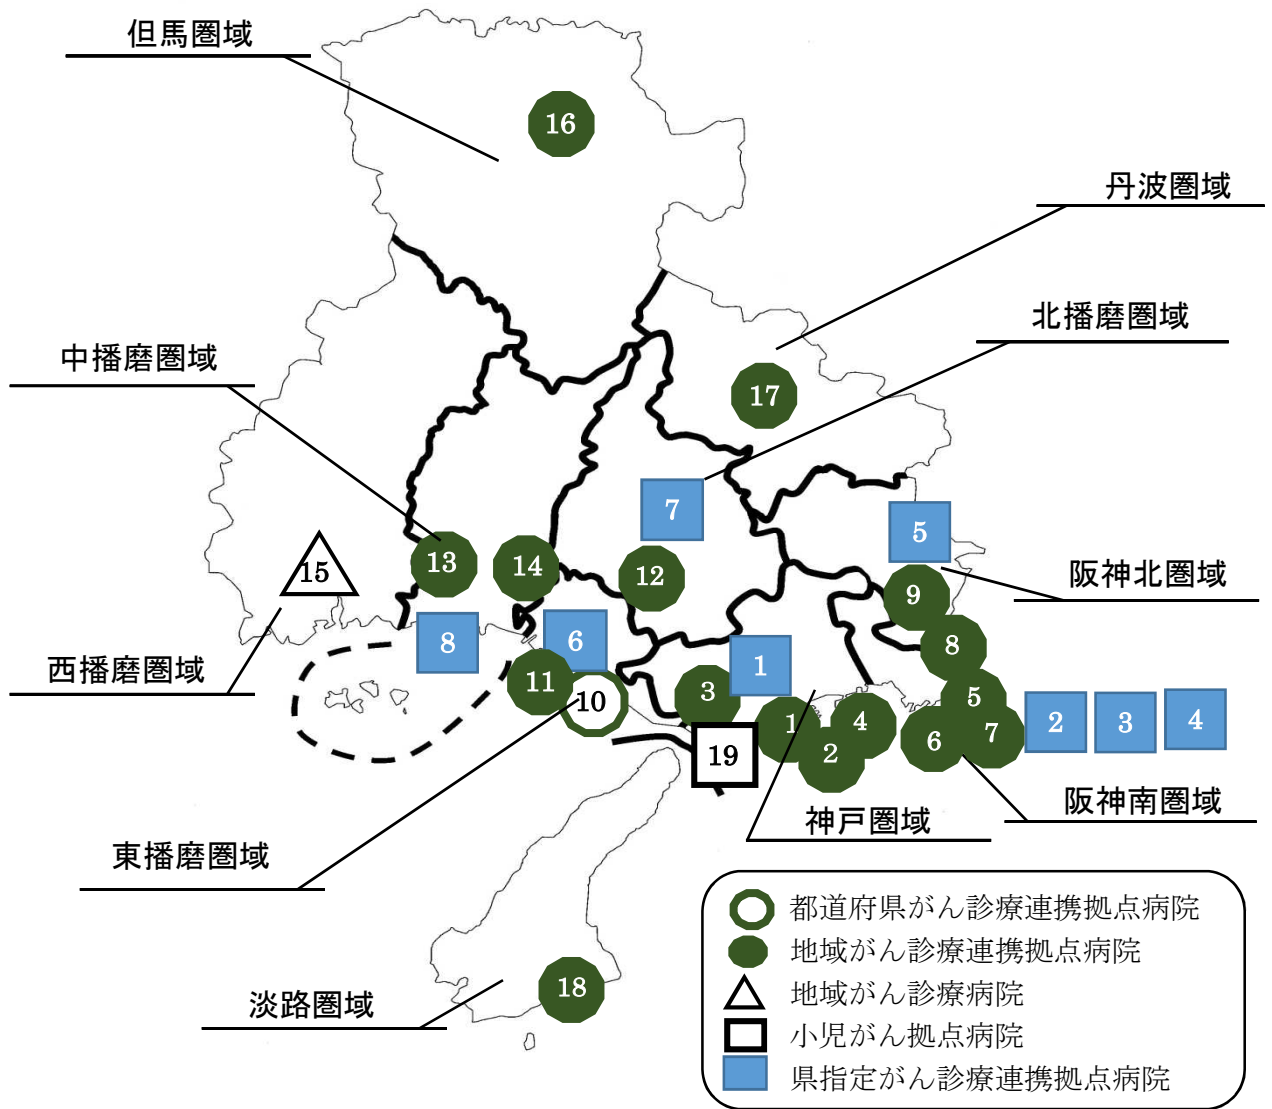 但馬圏域
16
丹波圏域
北播磨圏域
中播磨圏域
17
7
5
13
14
12
15
阪神北圏域
9
8
6
8
西播磨圏域
1
11
10
3
5
1
4
2
6
7
2
3
4
19
阪神南圏域
神戸圏域
東播磨圏域
都道府県がん診療連携拠点病院
地域がん診療連携拠点病院
地域がん診療病院
小児がん拠点病院
県指定がん診療連携拠点病院
淡路圏域
18